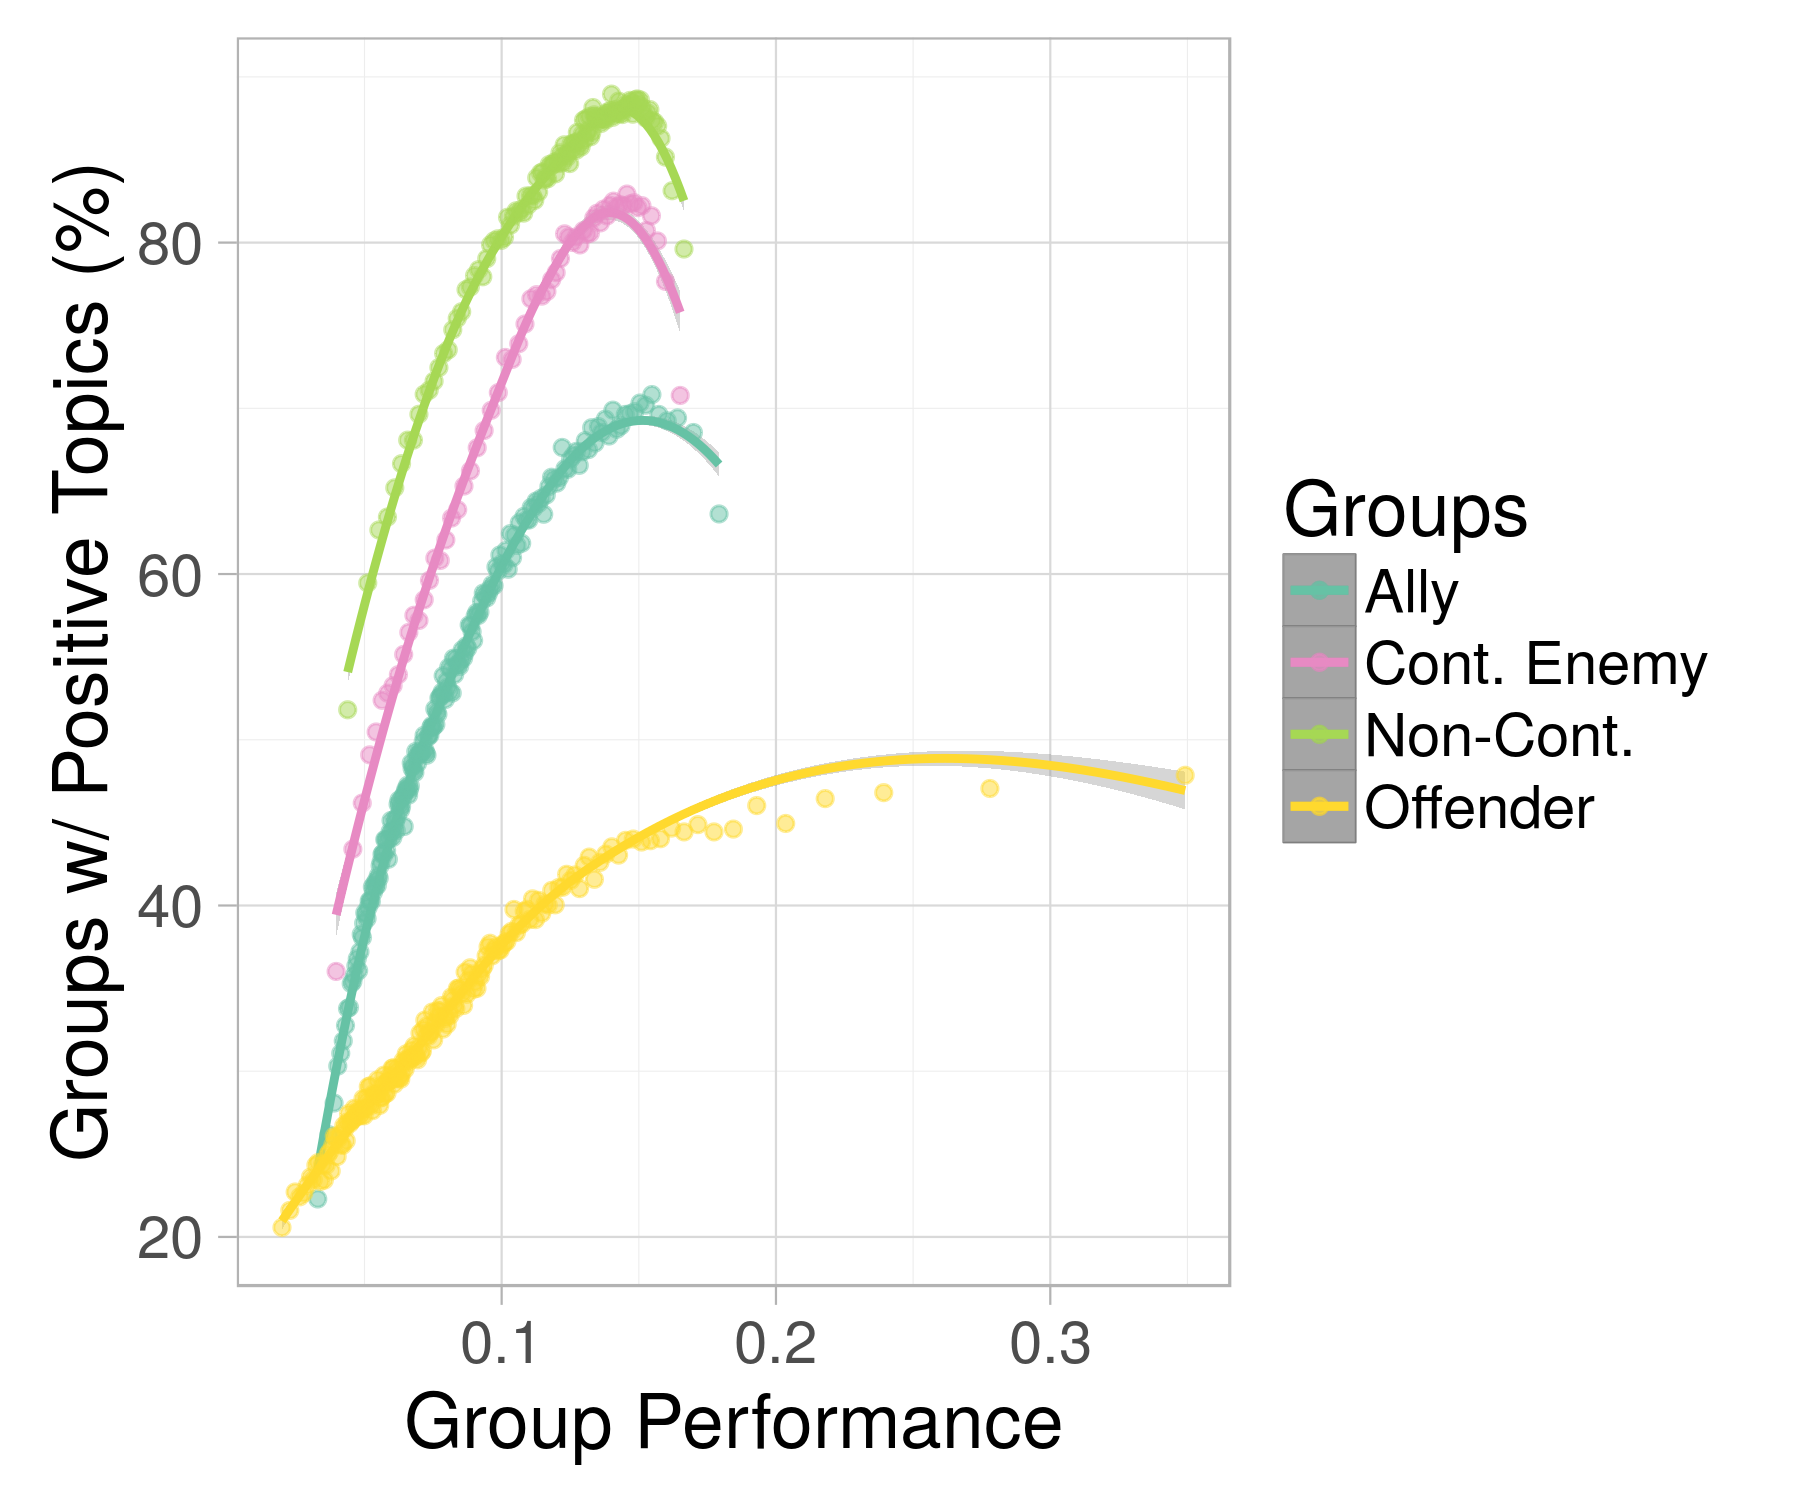 Groups w/ Positive Topics (%)
80
60
40
20
0.1
0.2
0.3
Group Performance
Groups
Ally
Cont. Enemy
Non-Cont.
Offender